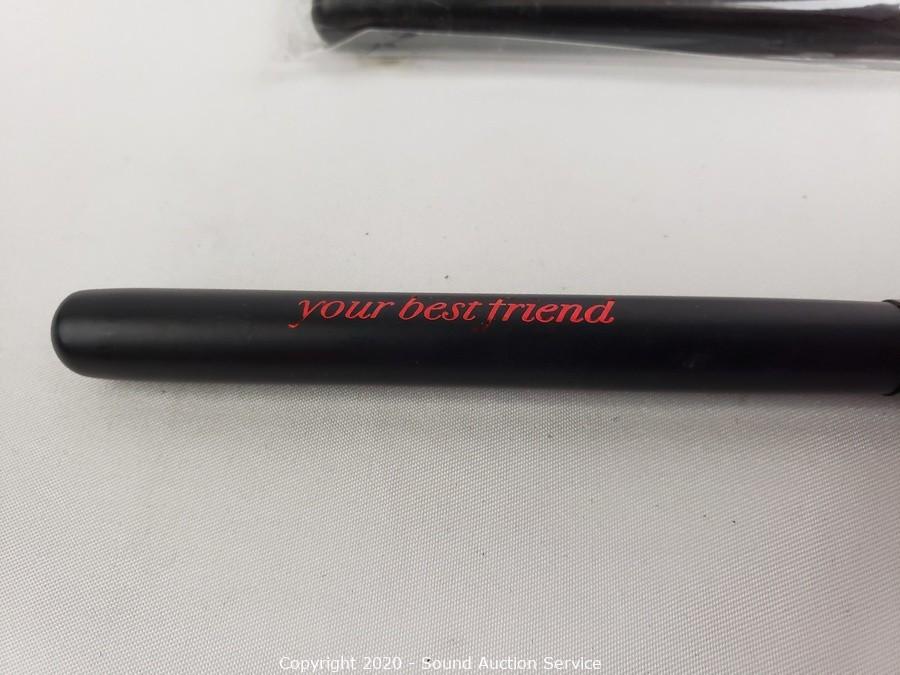 your best friend
Copyright 2020 - Sound Auction Service